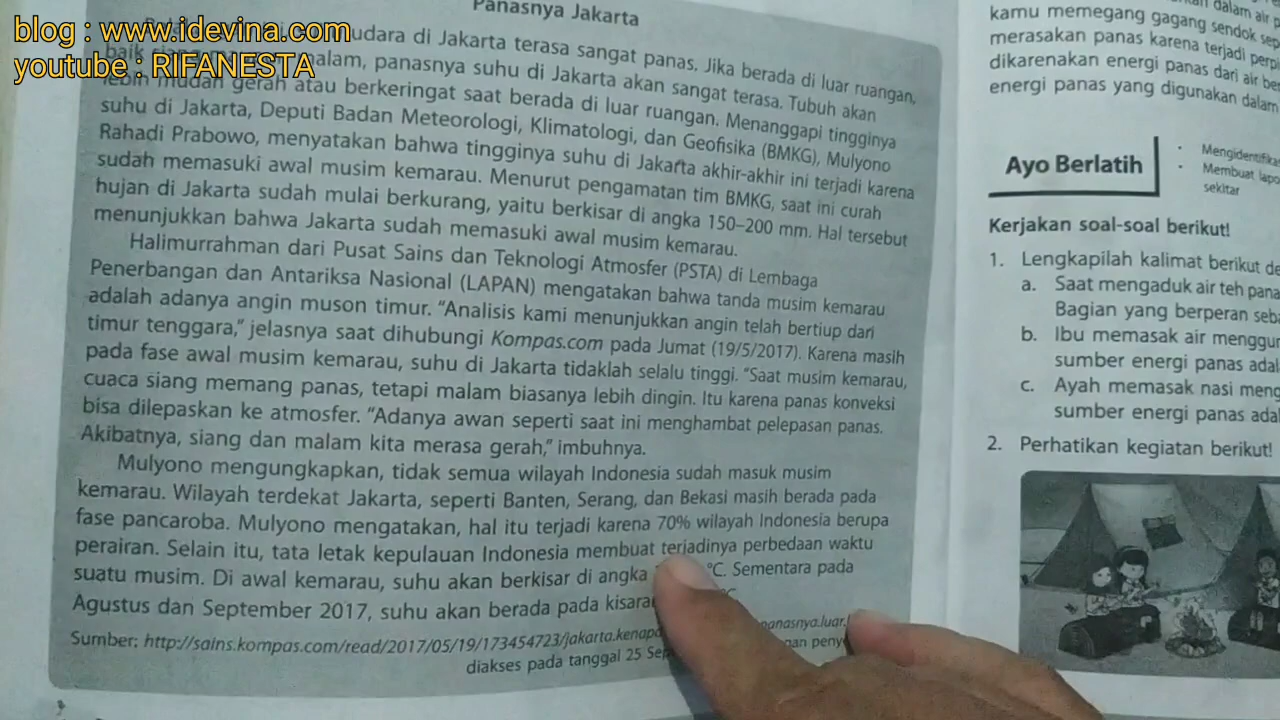 blog : www.idevina.com
youtube : RIFANESTA
Panasnya Jakarta
udara di Jakarta terasa sangat panas. Jika berada di luar ruangan,
baik siang malam, panasnya suhu di Jakarta akan sangat terasa. Tubuh akan
lebih mudah gerah atau berkeringat saat berada di luar ruangan. Menanggapi tingginya
suhu di Jakarta, Deputi Badan Meteorologi, Klimatologi, dan Geofisika (BMKG), Mulyono
Rahadi Prabowo, menyatakan bahwa tingginya suhu di Jakarta akhir-akhir ini terjadi karena
sudah memasuki awal musim kemarau. Menurut pengamatan tim BMKG, saat ini curah
hujan di Jakarta sudah mulai berkurang, yaitu berkisar di angka 150–200 mm. Hal tersebut
menunjukkan bahwa Jakarta sudah memasuki awal musim kemarau.
Halimurrahman dari Pusat Sains dan Teknologi Atmosfer (PSTA) di Lembaga
Penerbangan dan Antariksa Nasional (LAPAN) mengatakan bahwa tanda musim kemarau
adalah adanya angin muson timur. “Analisis kami menunjukkan angin telah bertiup dari
timur tenggara,” jelasnya saat dihubungi Kompas.com pada Jumat (19/5/2017). Karena masih
pada fase awal musim kemarau, suhu di Jakarta tidaklah selalu tinggi. “Saat musim kemarau,
cuaca siang memang panas, tetapi malam biasanya lebih dingin. Itu karena panas konveksi
bisa dilepaskan ke atmosfer. “Adanya awan seperti saat ini menghambat pelepasan panas.
Akibatnya, siang dan malam kita merasa gerah,” imbuhnya.
Mulyono mengungkapkan, tidak semua wilayah Indonesia sudah masuk musim
kemarau. Wilayah terdekat Jakarta, seperti Banten, Serang, dan Bekasi masih berada pada
fase pancaroba. Mulyono mengatakan, hal itu terjadi karena 70% wilayah Indonesia berupa
perairan. Selain itu, tata letak kepulauan Indonesia membuat terjadinya perbedaan waktu
suatu musim. Di awal kemarau, suhu akan berkisar di angka °C. Sementara pada
Agustus dan September 2017, suhu akan berada pada kisaran
Sumber: http://sains.kompas.com/read/2017/05/19/173454723/jakarta.kenapa panasnya.luar.
diakses pada tanggal 25 Sep
dalam air
kamu memegang gagang sendok
merasakan panas karena terjadi
dikarenakan energi panas dari air
energi panas yang digunakan dalam
Ayo Berlatih
• Mengidentifikasi
• Membuat
sekitar
Kerjakan soal-soal berikut!
1. Lengkapilah kalimat berikut
a. Saat mengaduk air teh
Bagian yang berperan
b. Ibu memasak air
sumber energi panas
c. Ayah memasak nasi
sumber energi panas
2. Perhatikan kegiatan berikut!